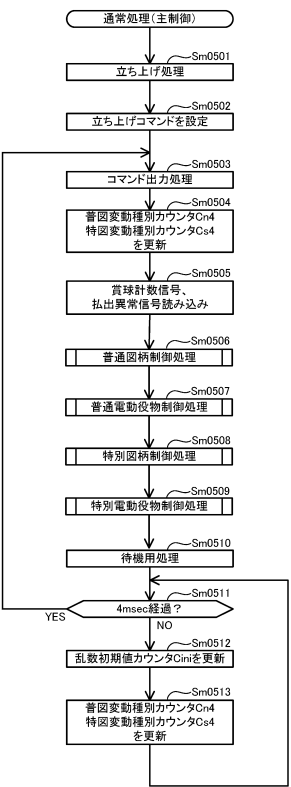 通常処理(主制御)
Sm0501
立ち上げ処理
Sm0502
立ち上げコマンドを設定
Sm0503
コマンド出力処理
Sm0504
普図変動種別カウンタCn4
特図変動種別カウンタCs4
を更新
Sm0505
賞球計数信号、
払出異常信号読み込み
Sm0506
普通図柄制御処理
Sm0507
普通電動役物制御処理
Sm0508
特別図柄制御処理
Sm0509
特別電動役物制御処理
Sm0510
待機用処理
Sm0511
4msec経過?
YES
NO
Sm0512
乱数初期値カウンタCiniを更新
Sm0513
普図変動種別カウンタCn4
特図変動種別カウンタCs4
を更新